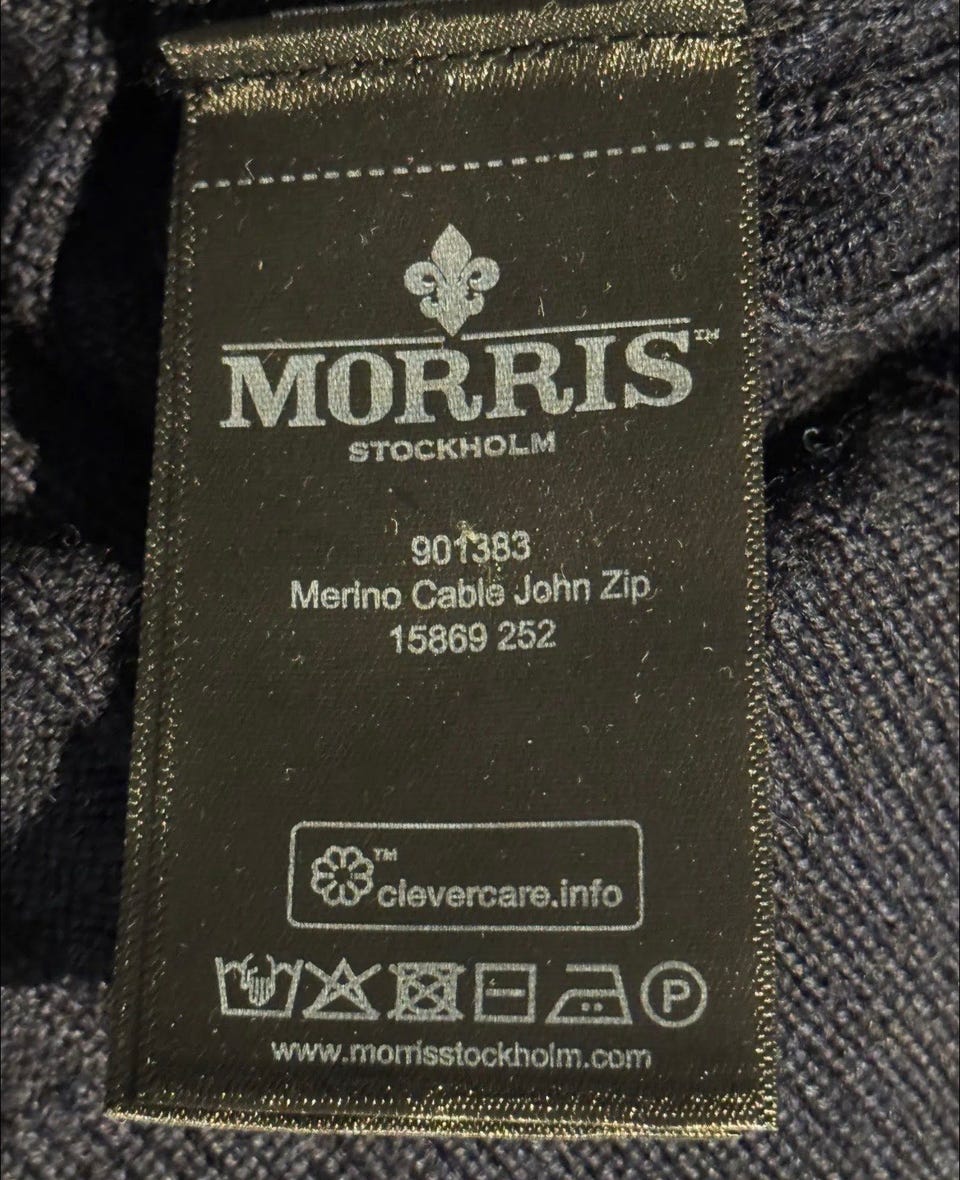 MORRIS™
STOCKHOLM
901383
Merino Cable John Zip
15869 252
™
clevercare.info
P
www.morrisstockholm.com